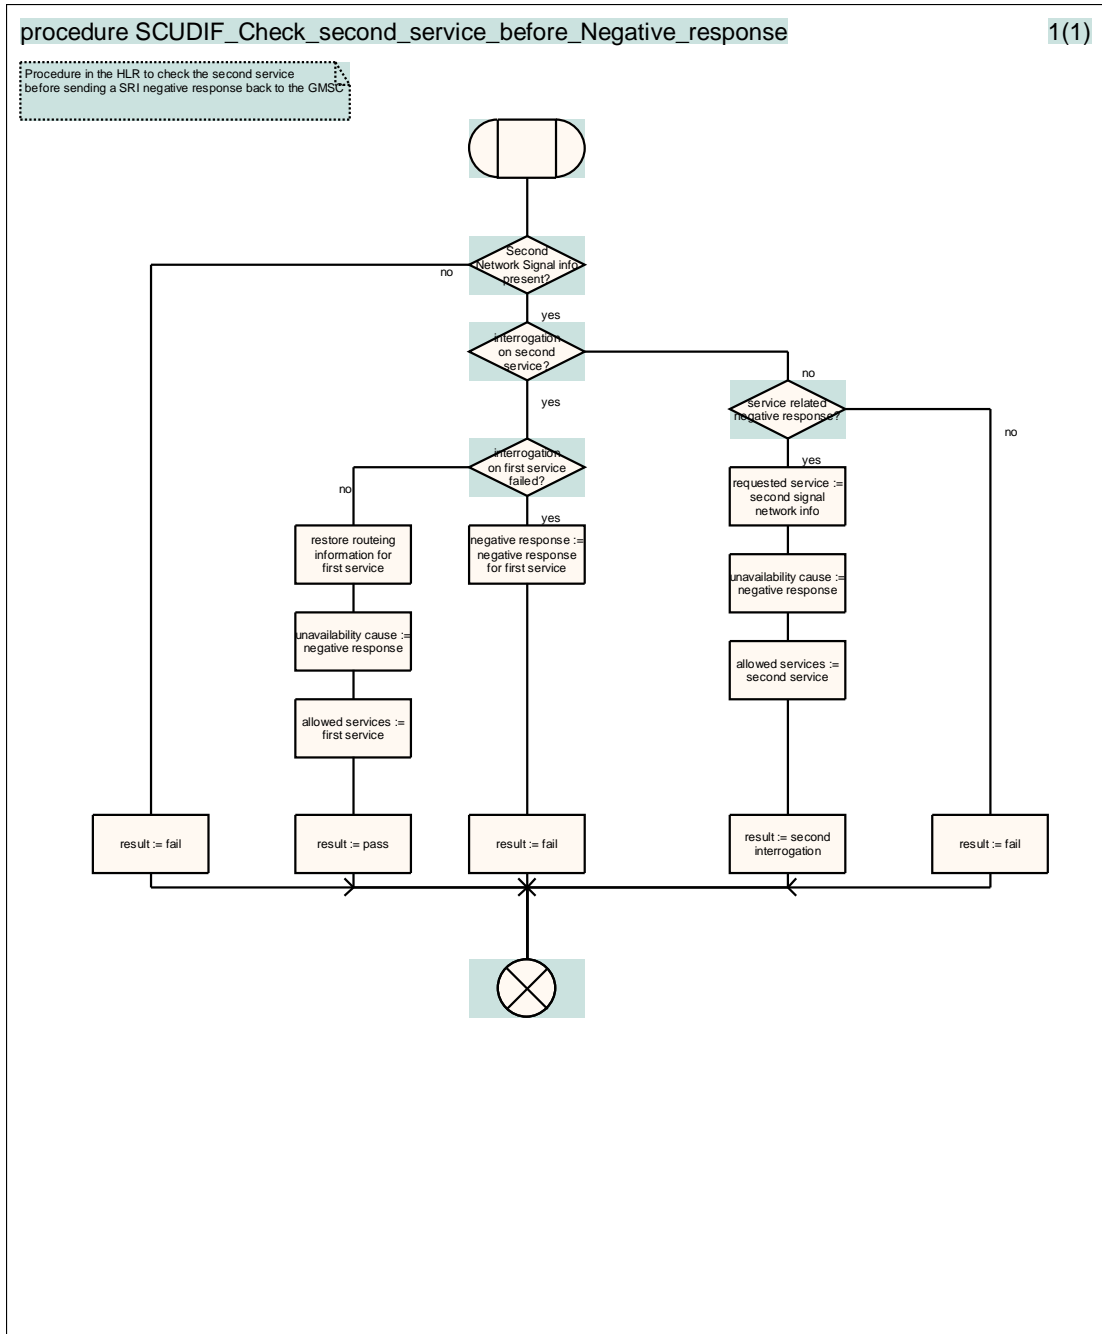 procedure SCUDIF_Check_second_service_before_Negative_response
1(1)
Procedure in the HLR to check the second service
before sending a SRI negative response back to the GMSC
Second
Network Signal info
present?
no
yes
interrogation
on second
service?
no
yes
service related
negative response?
no
yes
interrogation
on first service
failed?
no
yes
requested service :=
second signal
network info
restore routeing
information for
first service
negative response :=
negative response
for first service
unavailability cause :=
negative response
unavailability cause :=
negative response
allowed services :=
second service
allowed services :=
first service
result := fail
result := pass
result := fail
result := second
interrogation
result := fail